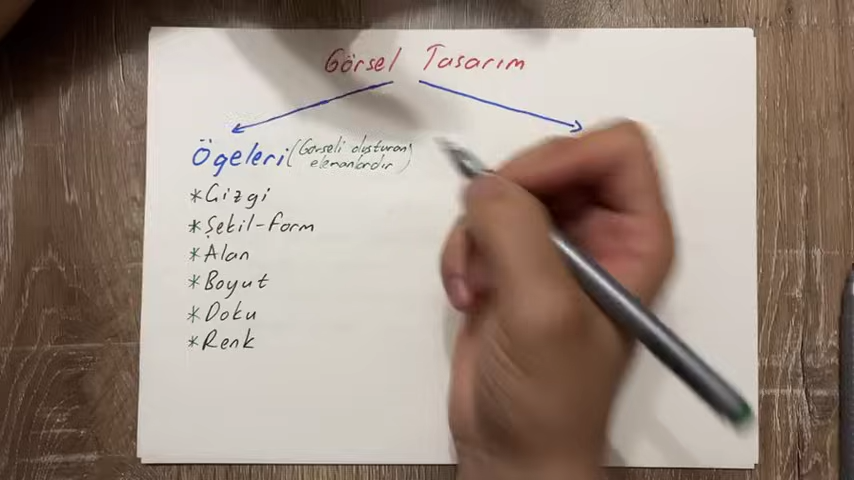 Görsel Tasarım
Ögeleri (Görseli oluşturan
elemanlardır)
*Çizgi
*Şekil-form
*Alan
*Boyut
*Doku
*Renk